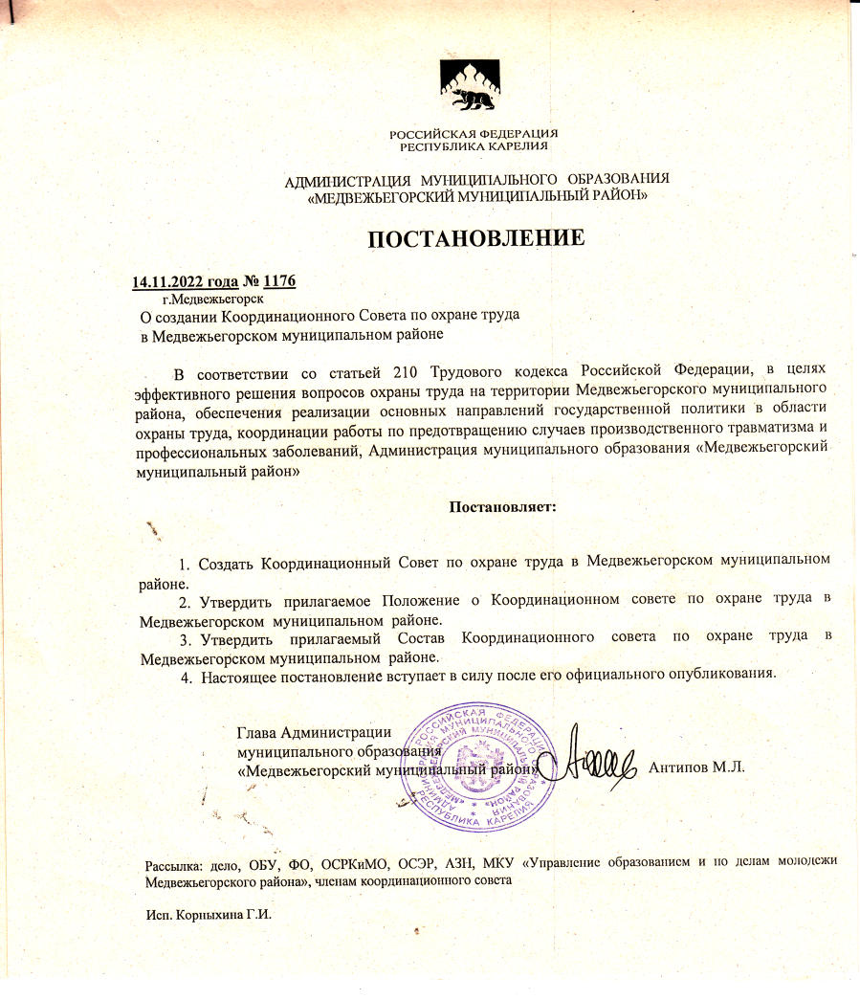 РОССИЙСКАЯ ФЕДЕРАЦИЯ
РЕСПУБЛИКА КАРЕЛИЯ
АДМИНИСТРАЦИЯ МУНИЦИПАЛЬНОГО ОБРАЗОВАНИЯ
«МЕДВЕЖЬЕГОРСКИЙ МУНИЦИПАЛЬНЫЙ РАЙОН»
ПОСТАНОВЛЕНИЕ
14.11.2022 года № 1176
г.Медвежьегорск
О создании Координационного Совета по охране труда
в Медвежьегорском муниципальном районе
В соответствии со статьей 210 Трудового кодекса Российской Федерации, в целях
эффективного решения вопросов охраны труда на территории Медвежьегорского муниципального
района, обеспечения реализации основных направлений государственной политики в области
охраны труда, координации работы по предотвращению случаев производственного травматизма и
профессиональных заболеваний, Администрация муниципального образования «Медвежьегорский
муниципальный район»
Постановляет:
1. Создать Координационный Совет по охране труда в Медвежьегорском муниципальном
районе.
2. Утвердить прилагаемое Положение о Координационном совете по охране труда в
Медвежьегорском муниципальном районе.
3. Утвердить прилагаемый Состав Координационного совета по охране труда в
Медвежьегорском муниципальном районе.
4. Настоящее постановление вступает в силу после его официального опубликования.
Глава Администрации
муниципального образования
«Медвежьегорский муниципальный район» Антипов М.Л.
РОССИЙСКАЯ ФЕДЕРАЦИЯ * РЕСПУБЛИКА КАРЕЛИЯ *
АДМИНИСТРАЦИЯ МУНИЦИПАЛЬНОГО ОБРАЗОВАНИЯ *
«МЕДВЕЖЬЕГОРСКИЙ МУНИЦИПАЛЬНЫЙ РАЙОН» *
Рассылка: дело, ОБУ, ФО, ОСРКиМО, ОСЭР, АЗН, МКУ «Управление образованием и по делам молодежи
Медвежьегорского района», членам координационного совета
Исп. Корныхина Г.И.